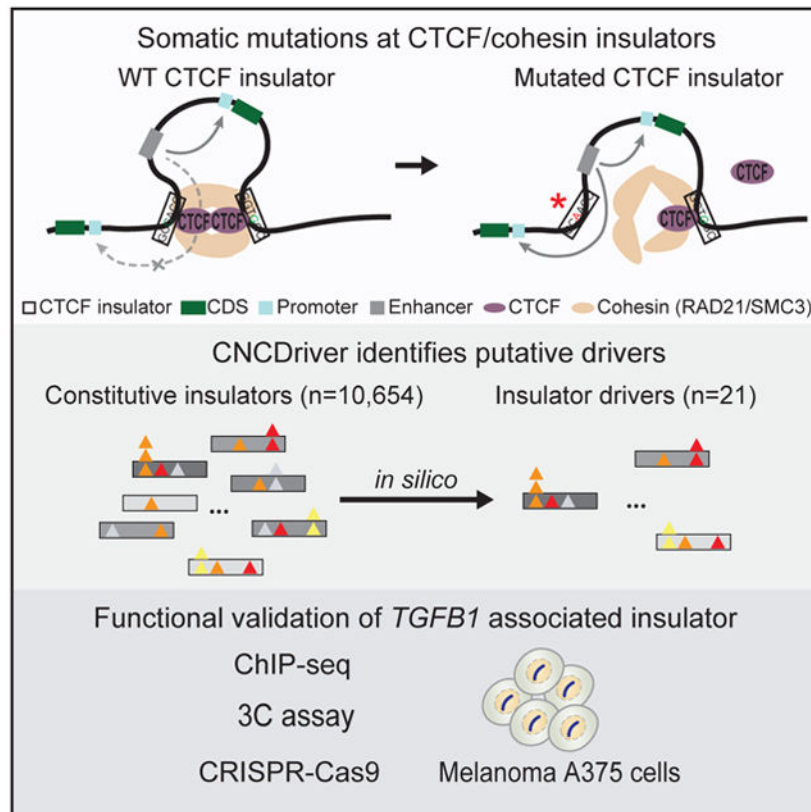 Somatic mutations at CTCF/cohesin insulators
WT CTCF insulator
Mutated CTCF insulator
CTCF
CTCF CTCF
CTCF
CTCF insulator CDS Promoter Enhancer CTCF Cohesin (RAD21/SMC3)
CNCDriver identifies putative drivers
Constitutive insulators (n=10,654)
Insulator drivers (n=21)
in silico
...
...
Functional validation of TGFB1 associated insulator
ChIP-seq
3C assay
CRISPR-Cas9
Melanoma A375 cells